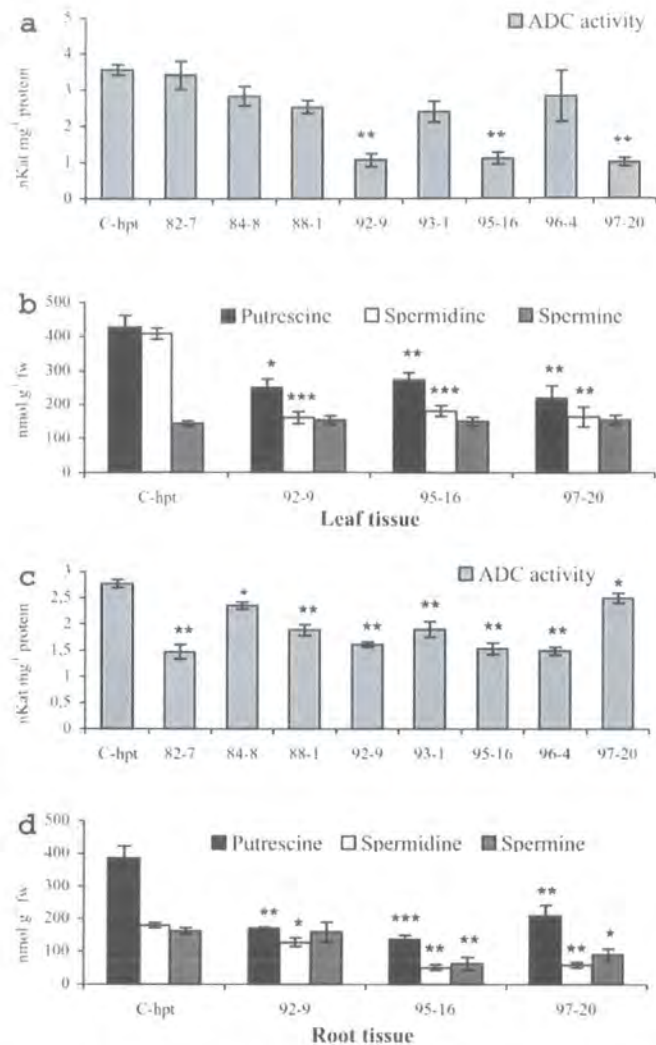 a
ADC activity
nKat mg⁻¹ protein
5
4
3
2
1
0
** ** **
C-hpt 82-7 84-8 88-1 92-9 93-1 95-16 96-4 97-20
b
Putrescine Spermidine Spermine
nmol g⁻¹ fw
500
400
300
200
100
0
* *** ** *** ** **
C-hpt 92-9 95-16 97-20
Leaf tissue
c
ADC activity
nKat mg⁻¹ protein
3
2,5
2
1,5
1
0,5
0
** * ** ** ** ** ** *
C-hpt 82-7 84-8 88-1 92-9 93-1 95-16 96-4 97-20
d
Putrescine Spermidine Spermine
nmol g⁻¹ fw
500
400
300
200
100
0
** * *** ** ** ** ** *
C-hpt 92-9 95-16 97-20
Root tissue